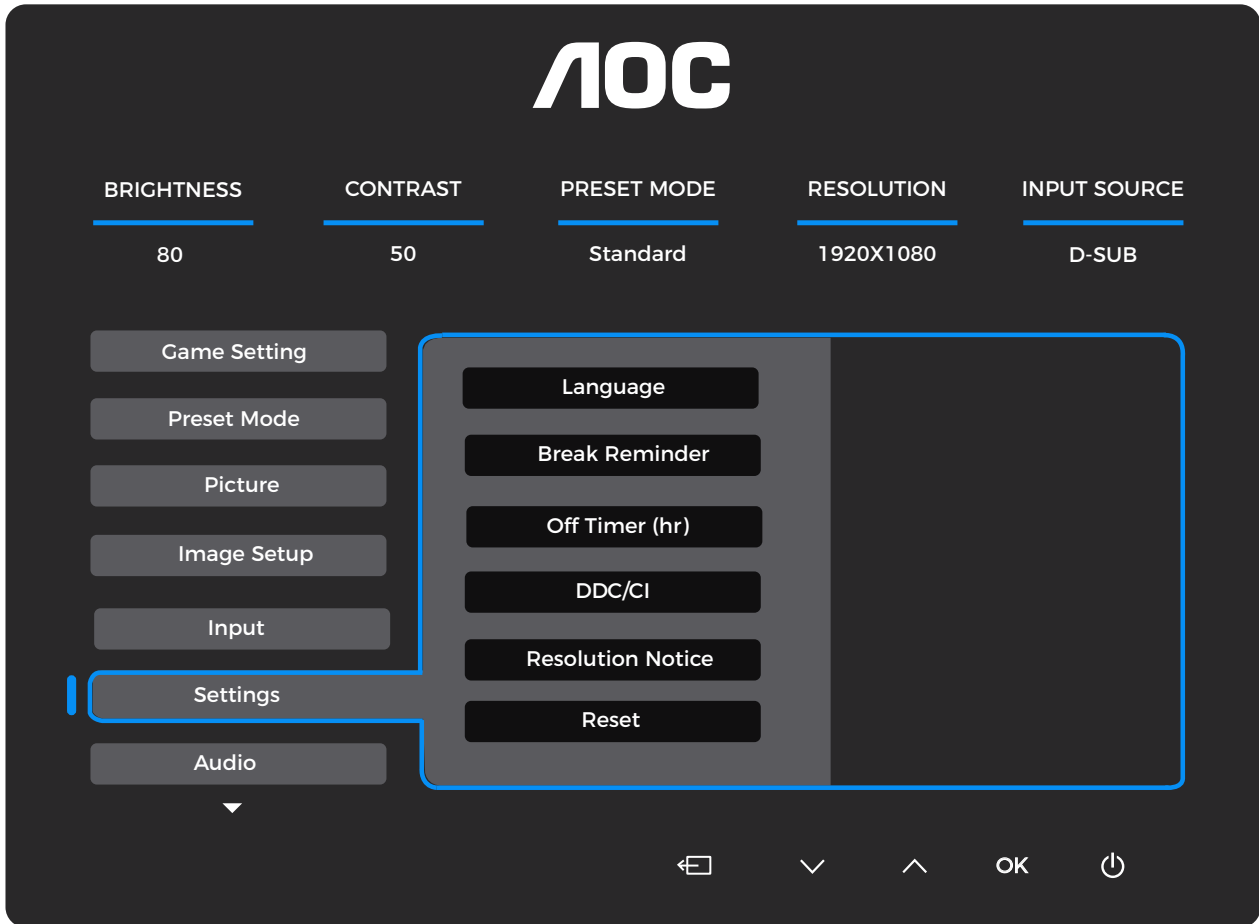 AOC
BRIGHTNESS CONTRAST PRESET MODE RESOLUTION INPUT SOURCE
80 50 Standard 1920X1080 D-SUB
Game Setting
Preset Mode
Picture
Image Setup
Input
Settings
Audio
Language
Break Reminder
Off Timer (hr)
DDC/CI
Resolution Notice
Reset
OK